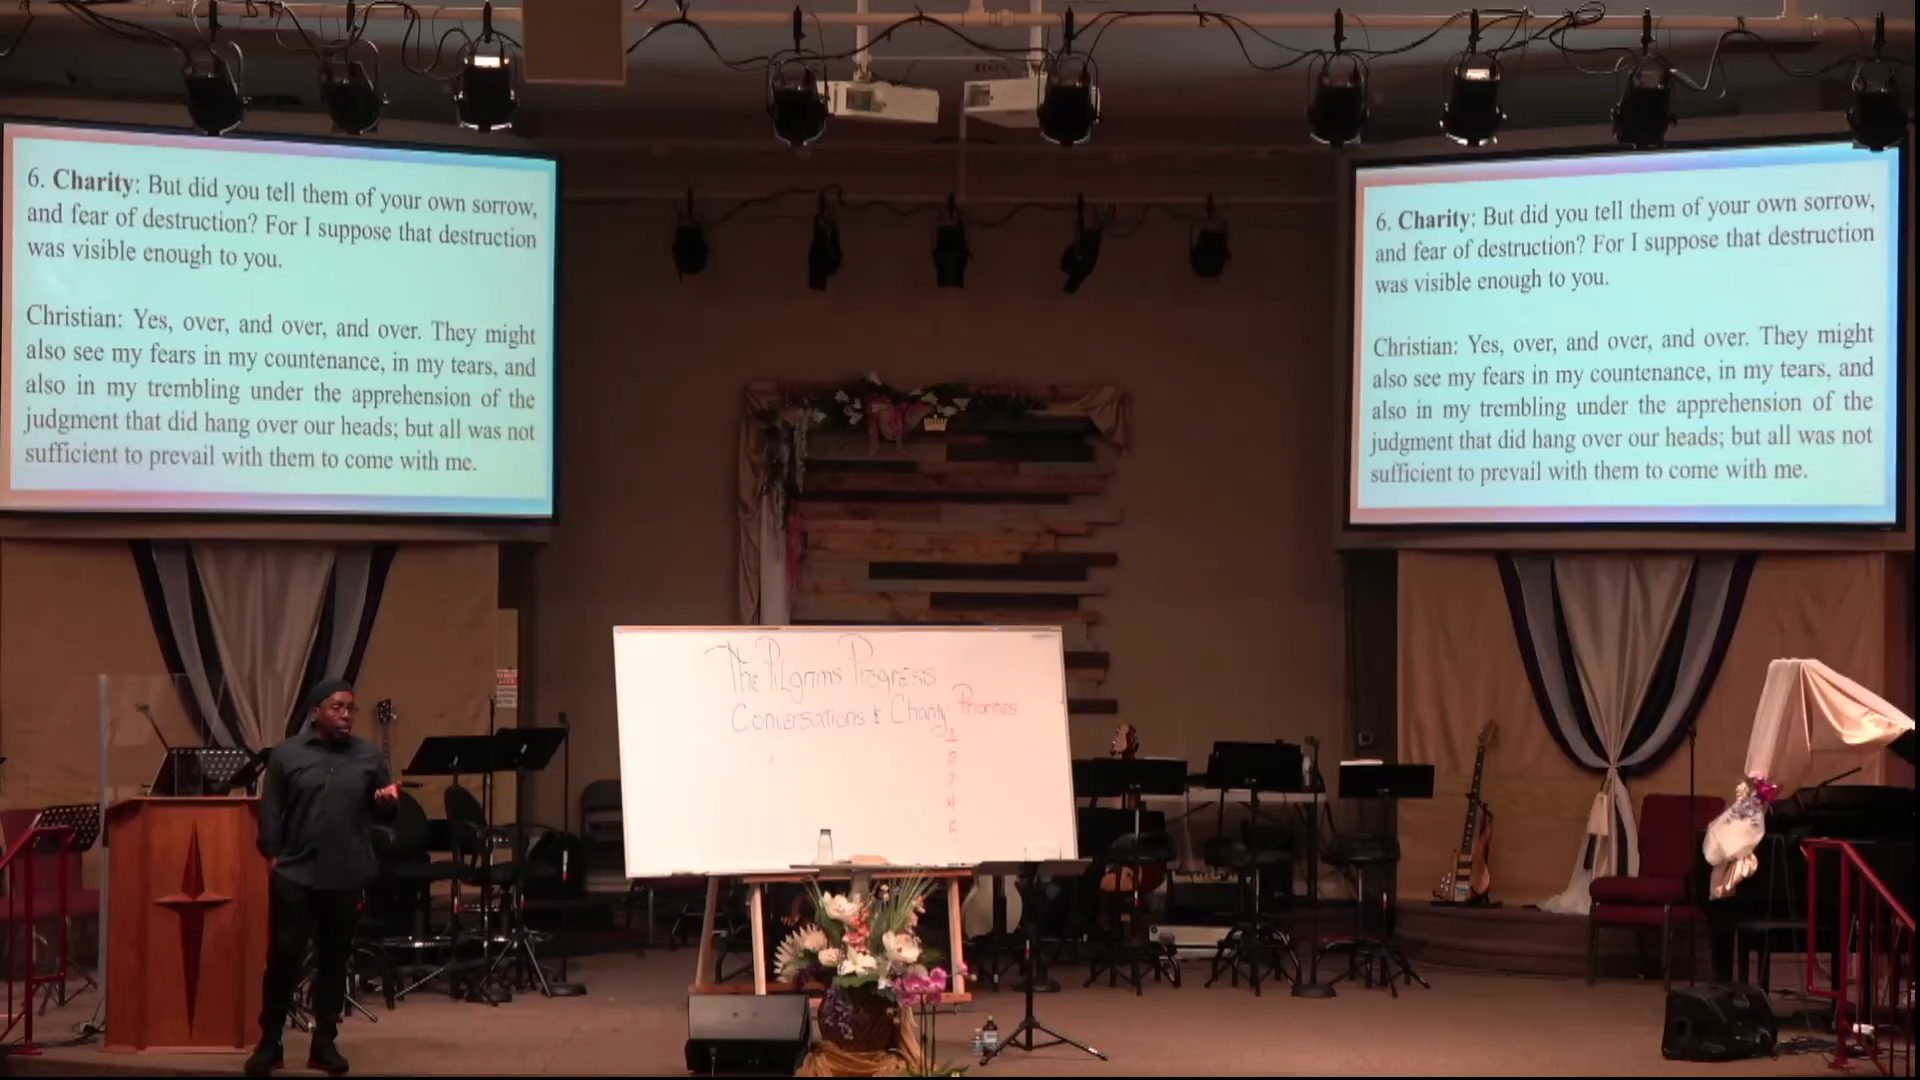 6. Charity: But did you tell them of your own sorrow,
and fear of destruction? For I suppose that destruction
was visible enough to you.
Christian: Yes, over, and over, and over. They might
also see my fears in my countenance, in my tears, and
also in my trembling under the apprehension of the
judgment that did hang over our heads; but all was not
sufficient to prevail with them to come with me.
6. Charity: But did you tell them of your own sorrow,
and fear of destruction? For I suppose that destruction
was visible enough to you.
Christian: Yes, over, and over, and over. They might
also see my fears in my countenance, in my tears, and
also in my trembling under the apprehension of the
judgment that did hang over our heads; but all was not
sufficient to prevail with them to come with me.
The Pilgrims Progress
Conversations & Charity
Priorities
1
2
3
4
5